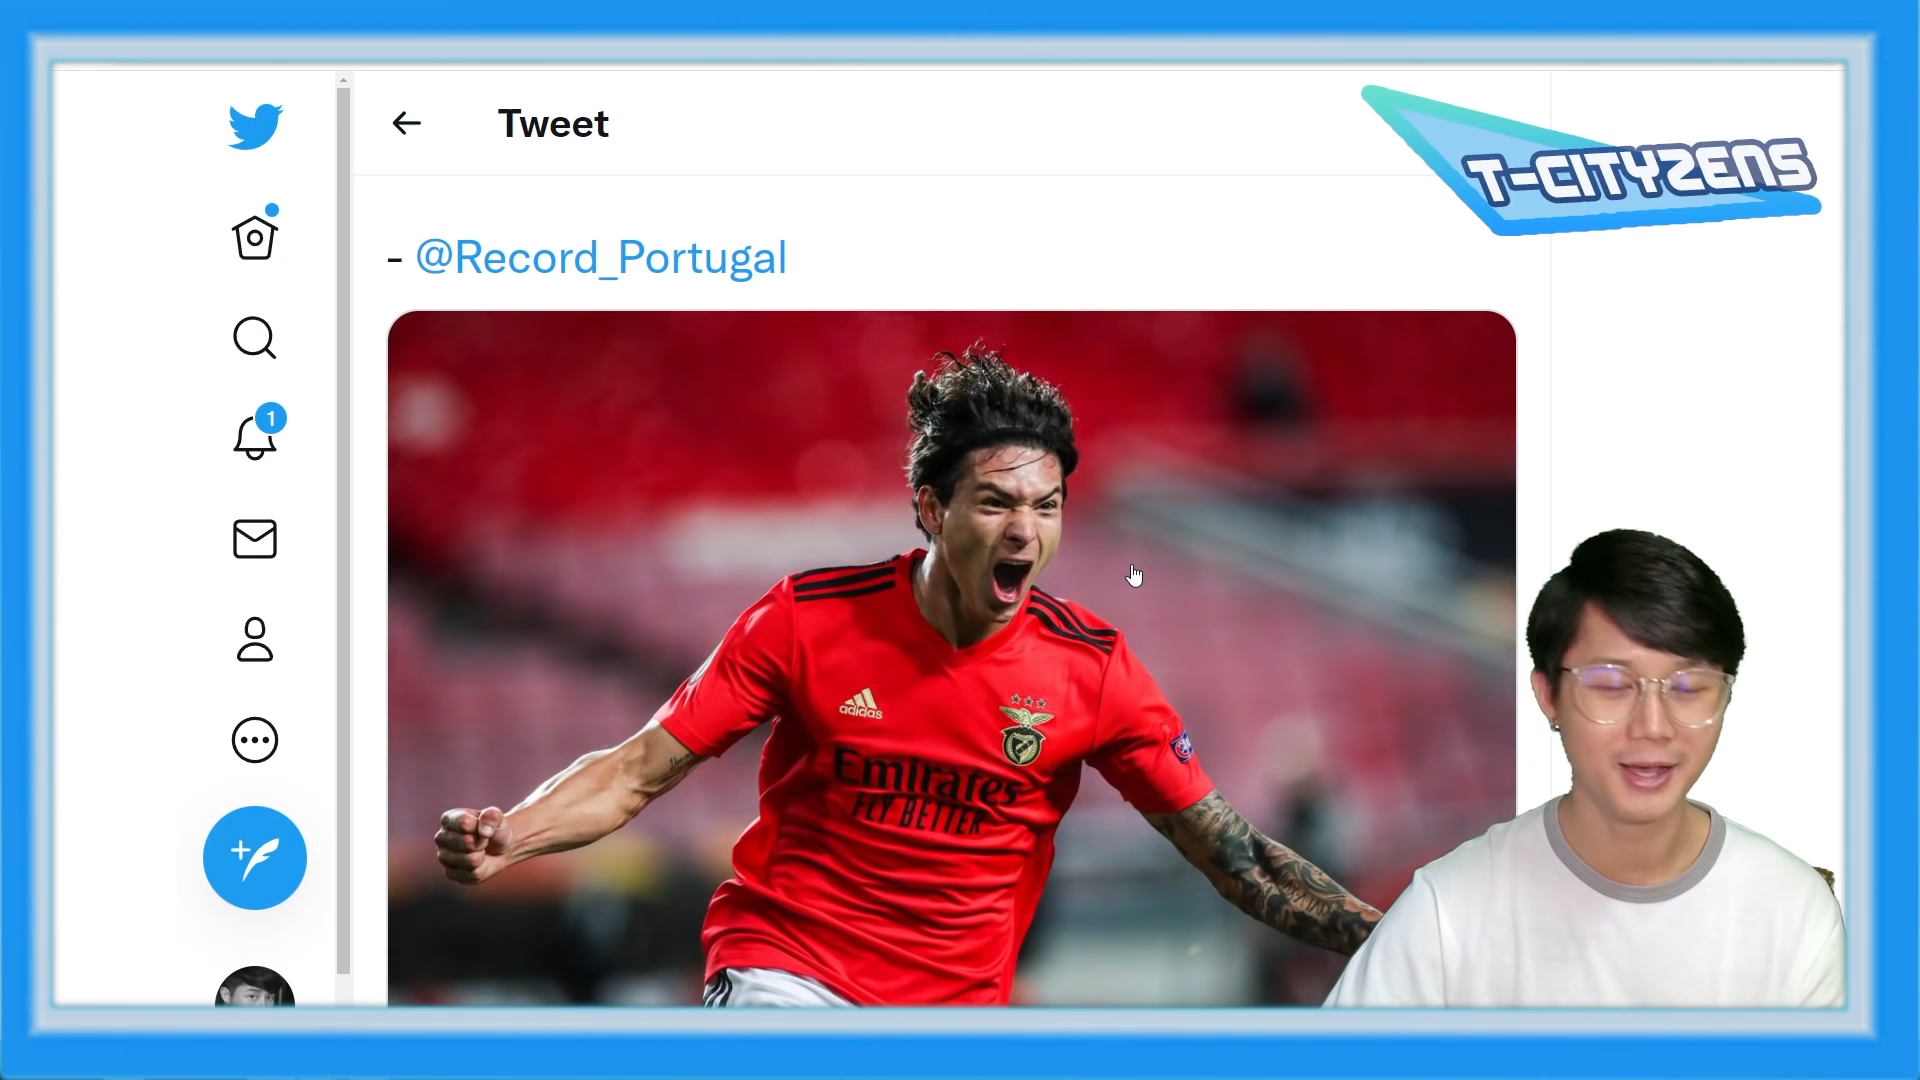 Tweet
T-CITYZENS
- @Record_Portugal
1
adidas
Emirates
FLY BETTER